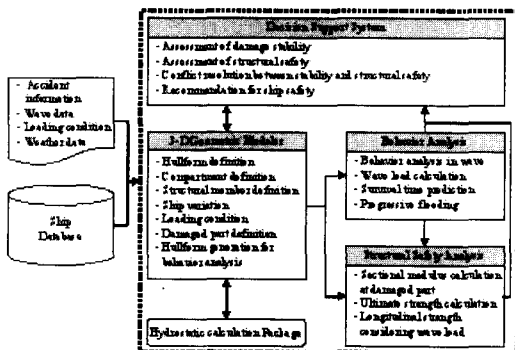 Decision Support System
- Assessment of damage stability
- Assessment of structural safety
- Conflict resolution between stability and structural safety
- Recommendation for ship safety
- Accident
information
- Wave data
- Loading condition
- Weather data
Ship
Database
3-D Geometric Modeler
- Hullform definition
- Compartment definition
- Structural member definition
- Ship variation
- Loading condition
- Damaged part definition
- Hullform generation for
behavior analysis
Hydrostatic calculation Package
Behavior Analysis
- Behavior analysis in wave
- Wave load calculation
- Survival time prediction
- Progressive flooding
Structural Safety Analysis
- Sectional modulus calculation
at damaged part
- Ultimate strength calculation
- Longitudinal strength
considering wave load